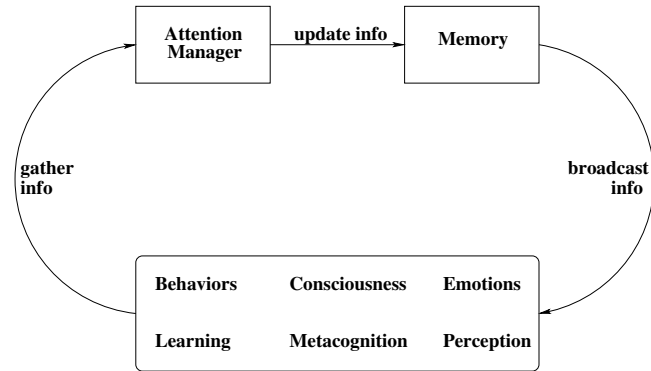 Attention
Manager
update info
Memory
gather
info
broadcast
info
Behaviors Consciousness Emotions
Learning Metacognition Perception